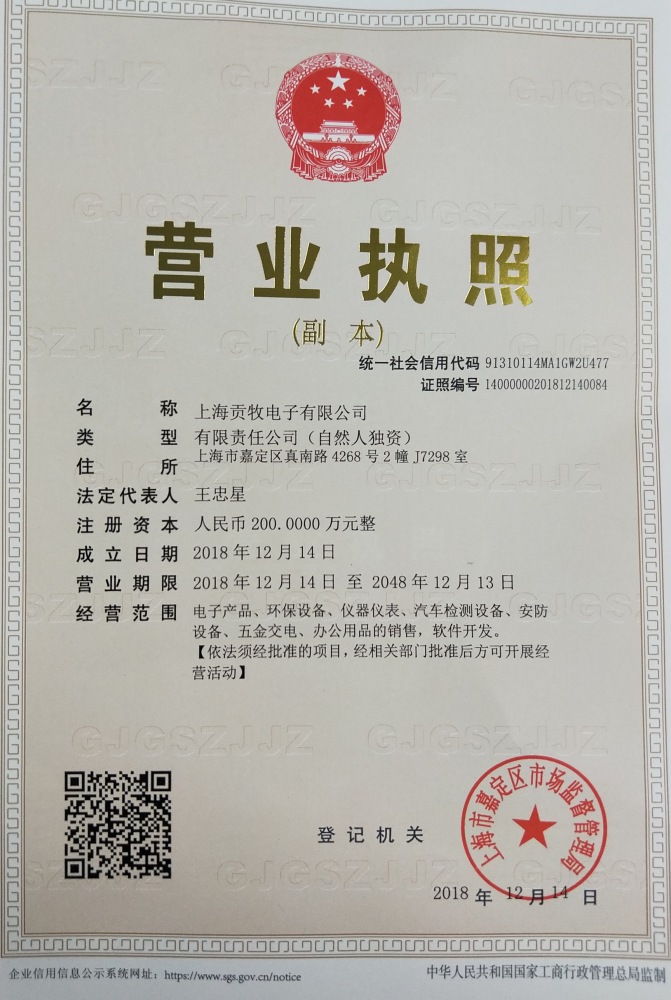 营业执照
(副 本)
统一社会信用代码 91310114MA1GW2U477
证照编号 14000000201812140084
名称 上海贡牧电子有限公司
类型 有限责任公司（自然人独资）
住所 上海市嘉定区真南路4268号2幢J7298室
法定代表人 王忠星
注册资本 人民币200.0000万元整
成立日期 2018年12月14日
营业期限 2018年12月14日 至 2048年12月13日
经营范围 电子产品、环保设备、仪器仪表、汽车检测设备、安防
设备、五金交电、办公用品的销售，软件开发。
【依法须经批准的项目，经相关部门批准后方可开展经
营活动】
登记机关
上海市嘉定区市场监督管理局
2018 年 12 月 14 日
企业信用信息公示系统网址：https://www.sgs.gov.cn/notice
中华人民共和国国家工商行政管理总局监制
GJGSZJJZ